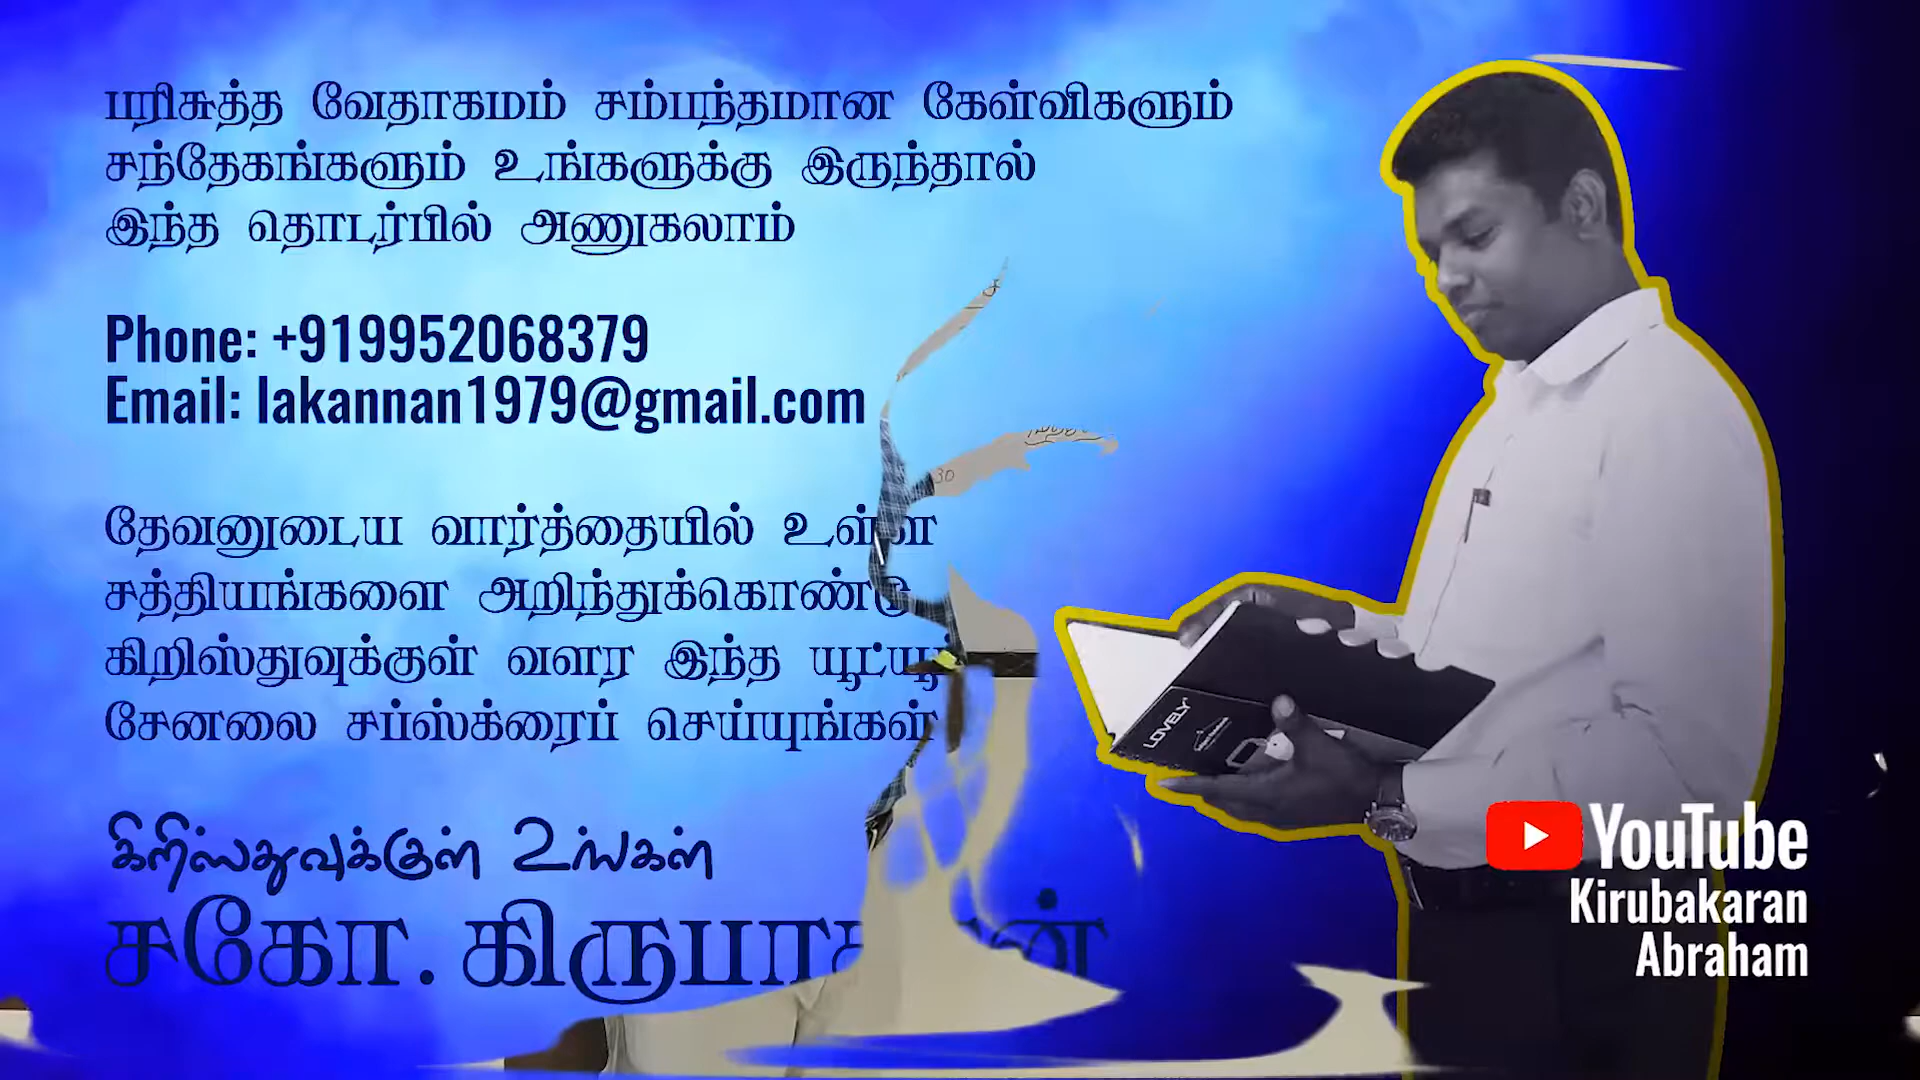 பரிசுத்த வேதாகமம் சம்பந்தமான கேள்விகளும்
சந்தேகங்களும் உங்களுக்கு இருந்தால்
இந்த தொடர்பில் அணுகலாம்
Phone: +919952068379
Email: lakannan1979@gmail.com
தேவனுடைய வார்த்தையில் உள்ள
சத்தியங்களை அறிந்துக்கொண்டு
கிறிஸ்துவுக்குள் வளர இந்த
சேனலை சப்ஸ்க்ரைப் செய்யுங்கள்
கிறிஸ்துவுக்குள் உங்கள்
சகோ.
LOVELY
YouTube
Kirubakaran
Abraham
30